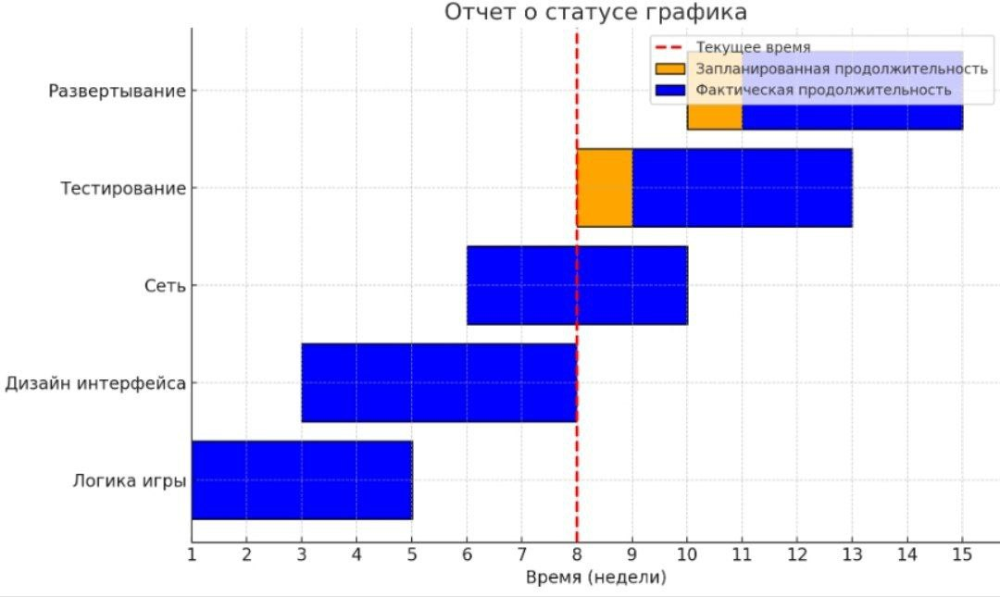 Отчет о статусе графика
Текущее время
Запланированная продолжительность
Фактическая продолжительность
Развертывание
Тестирование
Сеть
Дизайн интерфейса
Логика игры
1 2 3 4 5 6 7 8 9 10 11 12 13 14 15
Время (недели)